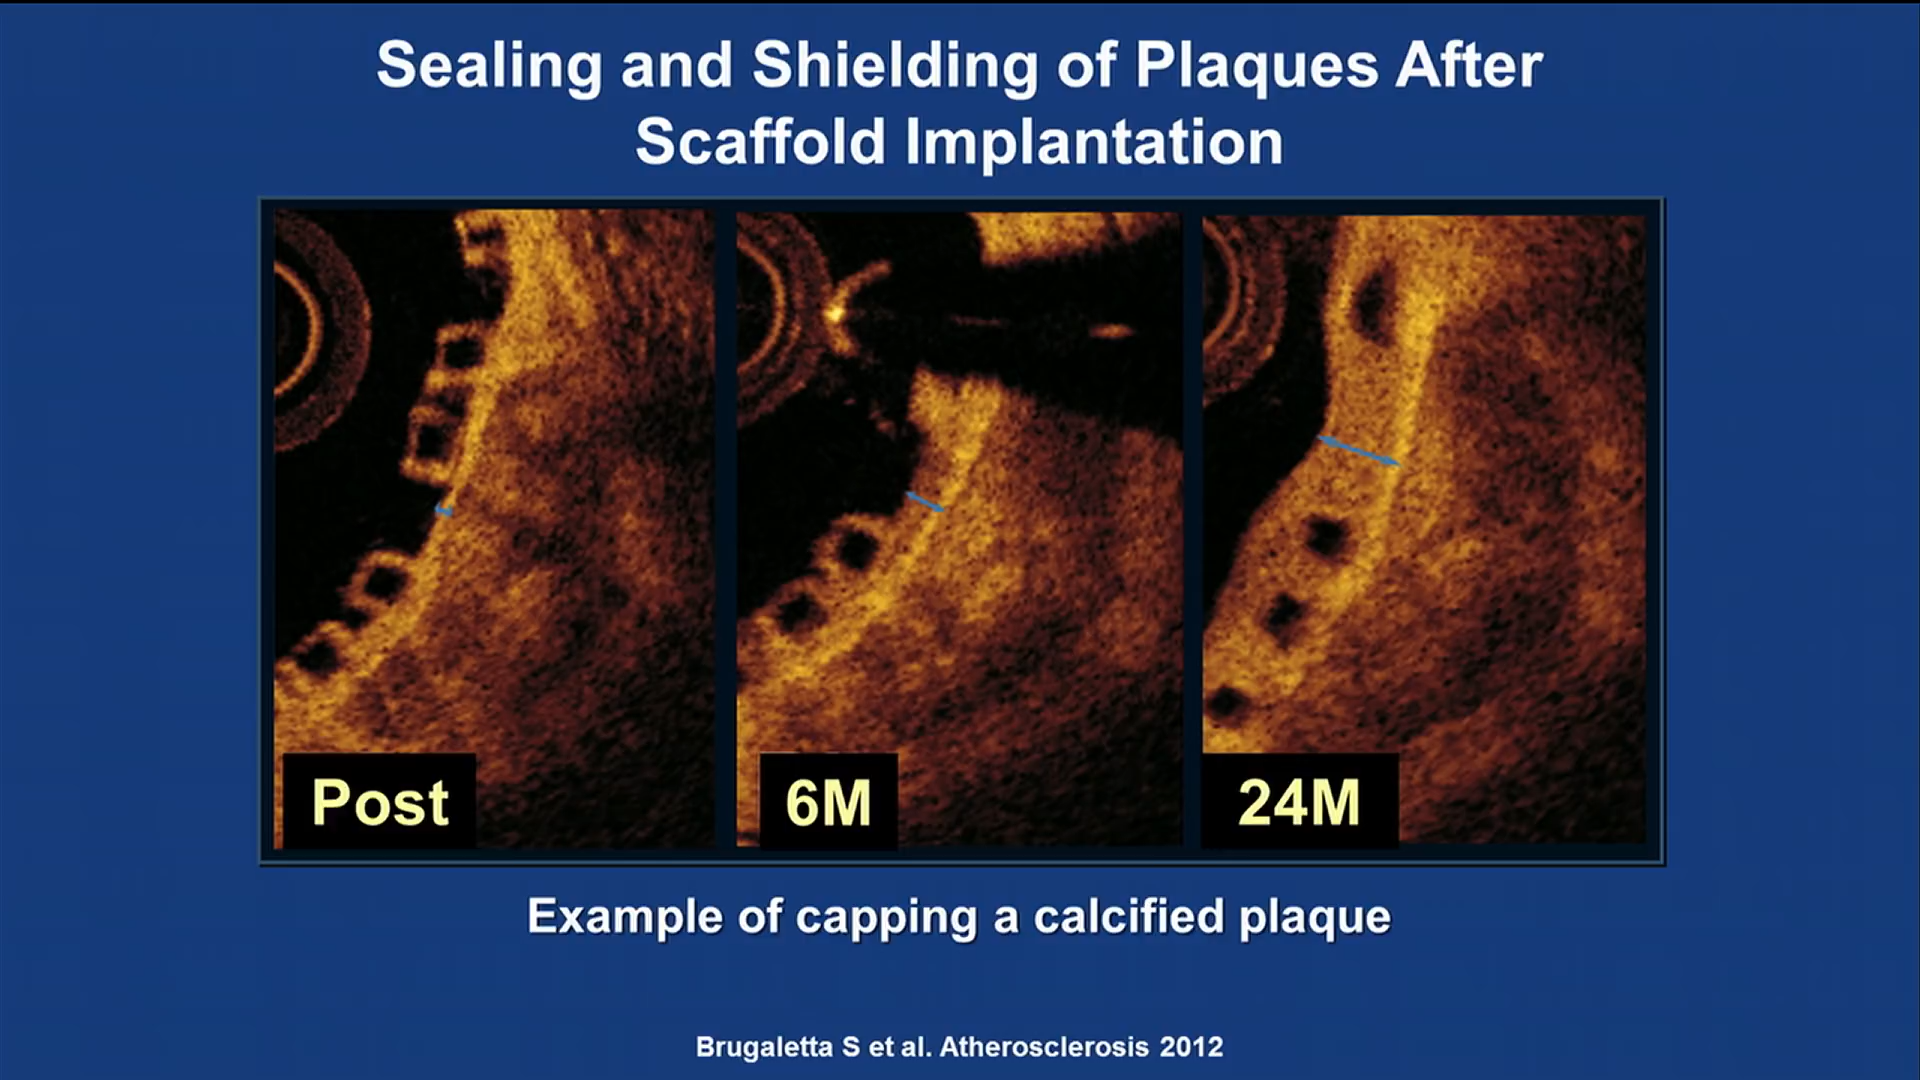 Sealing and Shielding of Plaques After
Scaffold Implantation
Post
6M
24M
Example of capping a calcified plaque
Brugaletta S et al. Atherosclerosis 2012